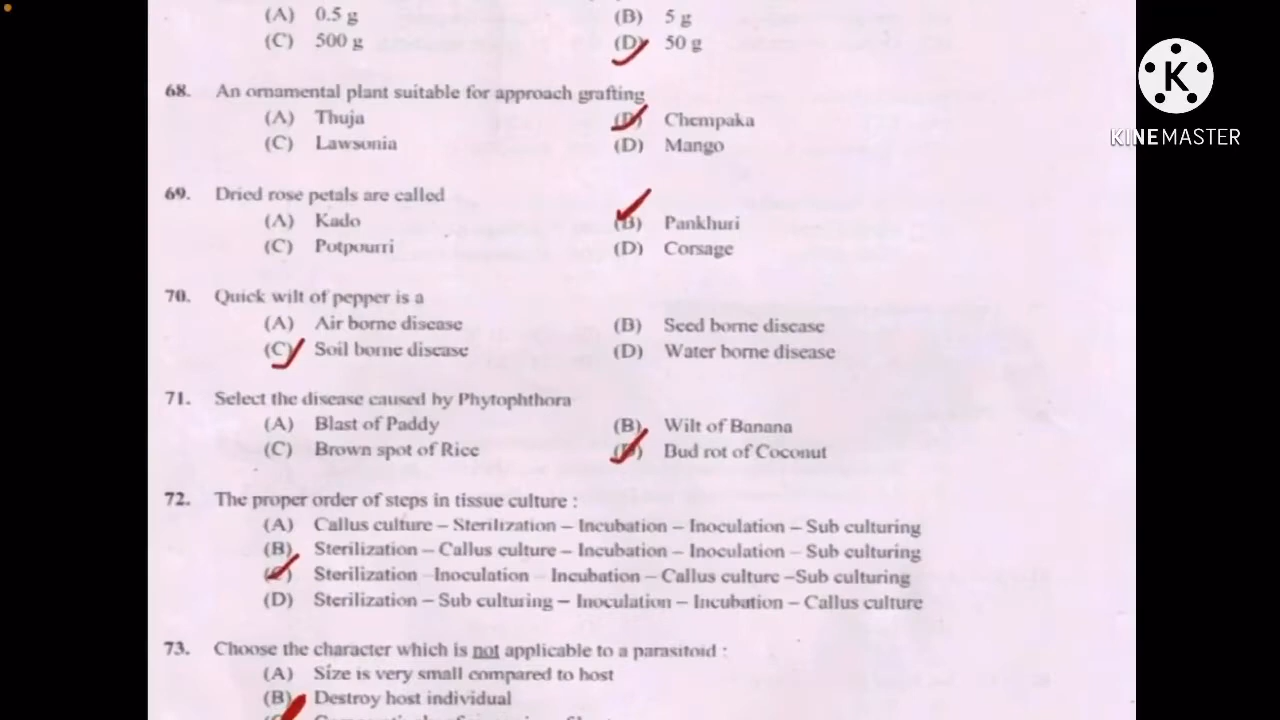 (A) 0.5 g (B) 5 g
(C) 500 g (D) 50 g
68. An ornamental plant suitable for approach grafting
(A) Thuja (B) Chempaka
(C) Lawsonia (D) Mango
69. Dried rose petals are called
(A) Kado (B) Pankhuri
(C) Potpourri (D) Corsage
70. Quick wilt of pepper is a
(A) Air borne disease (B) Seed borne disease
(C) Soil borne disease (D) Water borne disease
71. Select the disease caused by Phytophthora
(A) Blast of Paddy (B) Wilt of Banana
(C) Brown spot of Rice (D) Bud rot of Coconut
72. The proper order of steps in tissue culture :
(A) Callus culture – Sterilization – Incubation – Inoculation – Sub culturing
(B) Sterilization – Callus culture – Incubation – Inoculation – Sub culturing
(C) Sterilization –Inoculation – Incubation – Callus culture –Sub culturing
(D) Sterilization – Sub culturing – Inoculation – Incubation – Callus culture
73. Choose the character which is not applicable to a parasitoid :
(A) Size is very small compared to host
(B) Destroy host individual
K
KINEMASTER